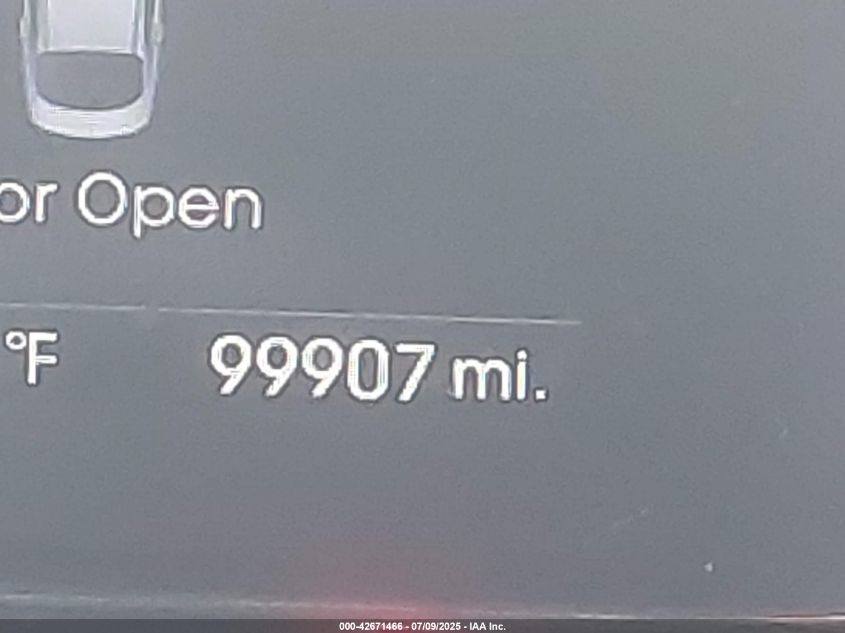 or Open
°F
99907 mi.
000-42671466 - 07/09/2025 - IAA Inc.